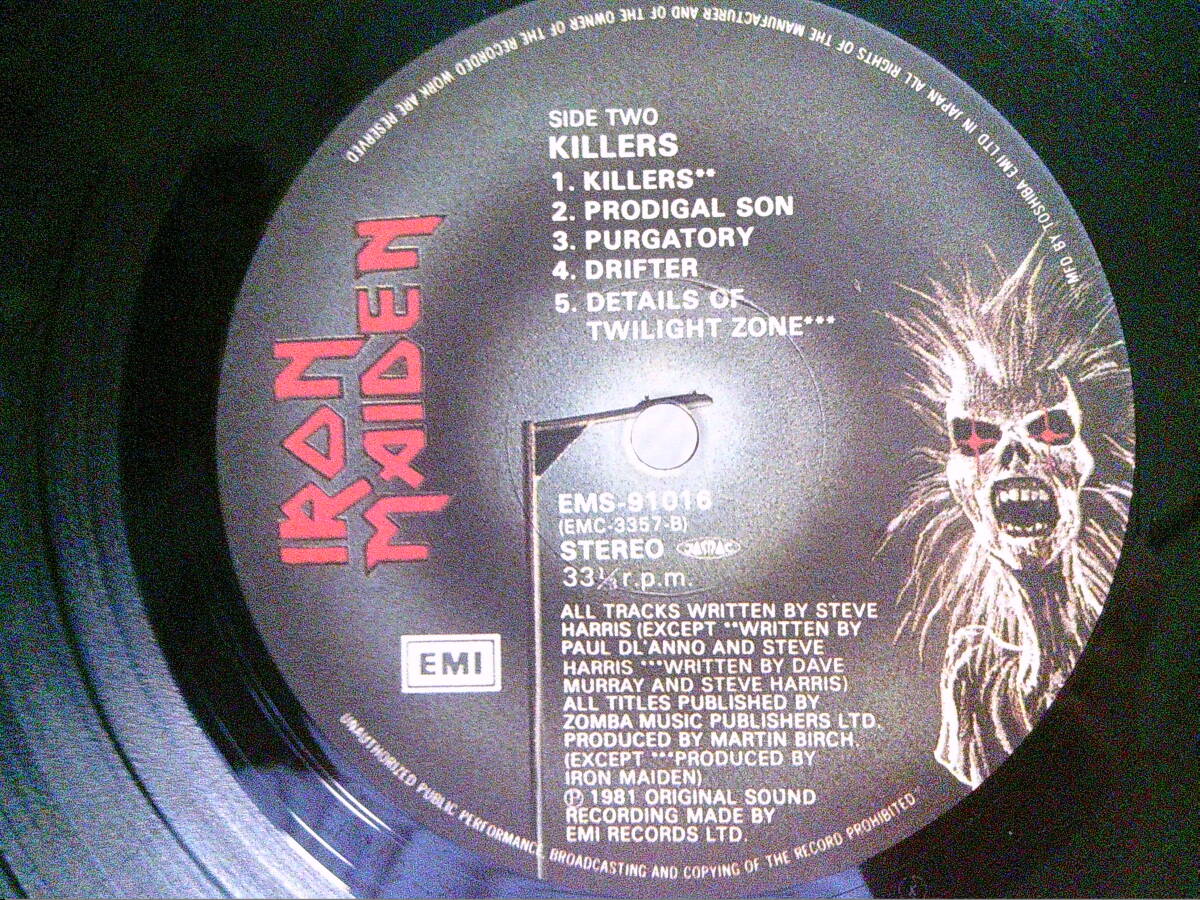 SIDE TWO
KILLERS
1. KILLERS**
2. PRODIGAL SON
3. PURGATORY
4. DRIFTER
5. DETAILS OF
TWILIGHT ZONE***
IRON
MAIDEN
EMS-91016
(EMC-3357-B)
STEREO JASRAC
33⅓ r.p.m.
EMI
ALL TRACKS WRITTEN BY STEVE
HARRIS (EXCEPT **WRITTEN BY
PAUL DL'ANNO AND STEVE
HARRIS ***WRITTEN BY DAVE
MURRAY AND STEVE HARRIS)
ALL TITLES PUBLISHED BY
ZOMBA MUSIC PUBLISHERS LTD.
PRODUCED BY MARTIN BIRCH.
(EXCEPT ***PRODUCED BY
IRON MAIDEN)
Ⓟ 1981 ORIGINAL SOUND
RECORDING MADE BY
EMI RECORDS LTD.
MFD BY TOSHIBA EMI LTD IN JAPAN ALL RIGHTS OF THE MANUFACTURER AND OF THE OWNER OF THE RECORDED WORK ARE RESERVED
UNAUTHORIZED PUBLIC PERFORMANCE, BROADCASTING AND COPYING OF THE RECORD PROHIBITED